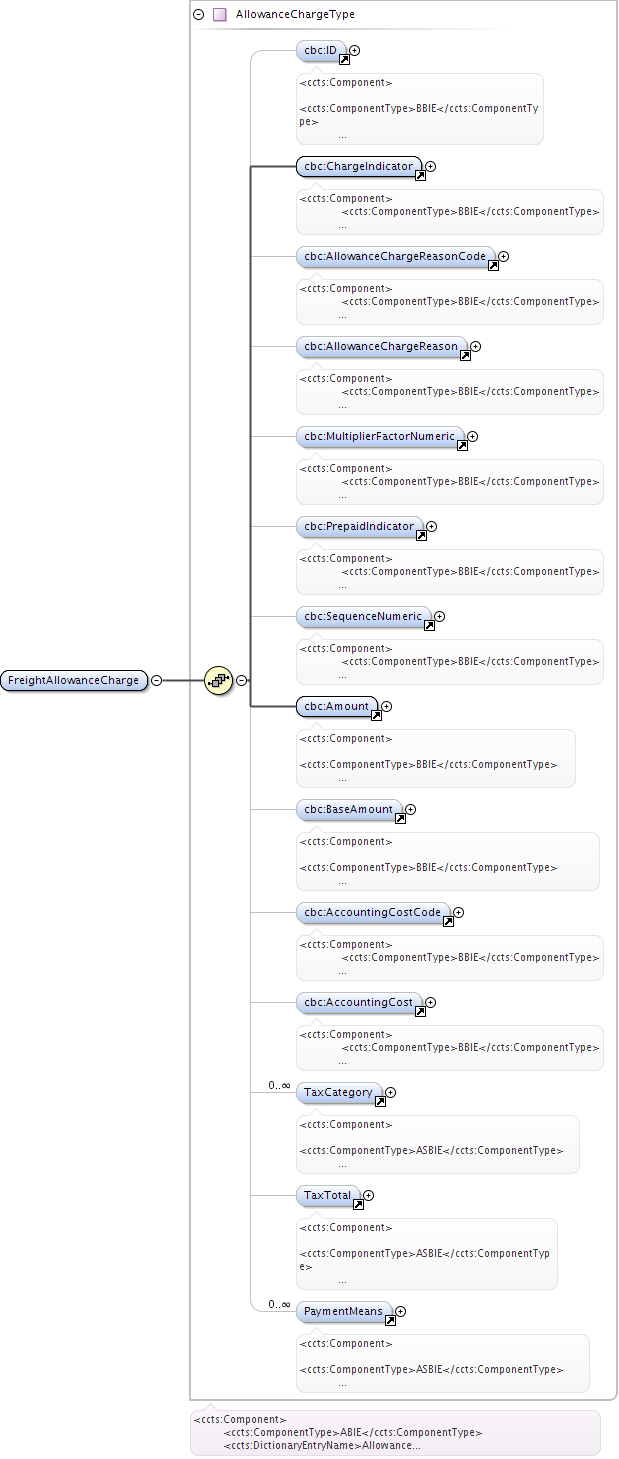 AllowanceChargeType
cbc:ID
<ccts:Component>
<ccts:ComponentType>BBIE</ccts:ComponentTy
pe>
...
cbc:ChargeIndicator
<ccts:Component>
<ccts:ComponentType>BBIE</ccts:ComponentType>
...
cbc:AllowanceChargeReasonCode
<ccts:Component>
<ccts:ComponentType>BBIE</ccts:ComponentType>
...
cbc:AllowanceChargeReason
<ccts:Component>
<ccts:ComponentType>BBIE</ccts:ComponentType>
...
cbc:MultiplierFactorNumeric
<ccts:Component>
<ccts:ComponentType>BBIE</ccts:ComponentType>
...
cbc:PrepaidIndicator
<ccts:Component>
<ccts:ComponentType>BBIE</ccts:ComponentType>
...
cbc:SequenceNumeric
<ccts:Component>
<ccts:ComponentType>BBIE</ccts:ComponentType>
...
FreightAllowanceCharge
cbc:Amount
<ccts:Component>
<ccts:ComponentType>BBIE</ccts:ComponentType>
...
cbc:BaseAmount
<ccts:Component>
<ccts:ComponentType>BBIE</ccts:ComponentType>
...
cbc:AccountingCostCode
<ccts:Component>
<ccts:ComponentType>BBIE</ccts:ComponentType>
...
cbc:AccountingCost
<ccts:Component>
<ccts:ComponentType>BBIE</ccts:ComponentType>
...
0..∞
TaxCategory
<ccts:Component>
<ccts:ComponentType>ASBIE</ccts:ComponentType>
...
TaxTotal
<ccts:Component>
<ccts:ComponentType>ASBIE</ccts:ComponentTyp
e>
...
0..∞
PaymentMeans
<ccts:Component>
<ccts:ComponentType>ASBIE</ccts:ComponentType>
...
<ccts:Component>
<ccts:ComponentType>ABIE</ccts:ComponentType>
<ccts:DictionaryEntryName>Allowance...